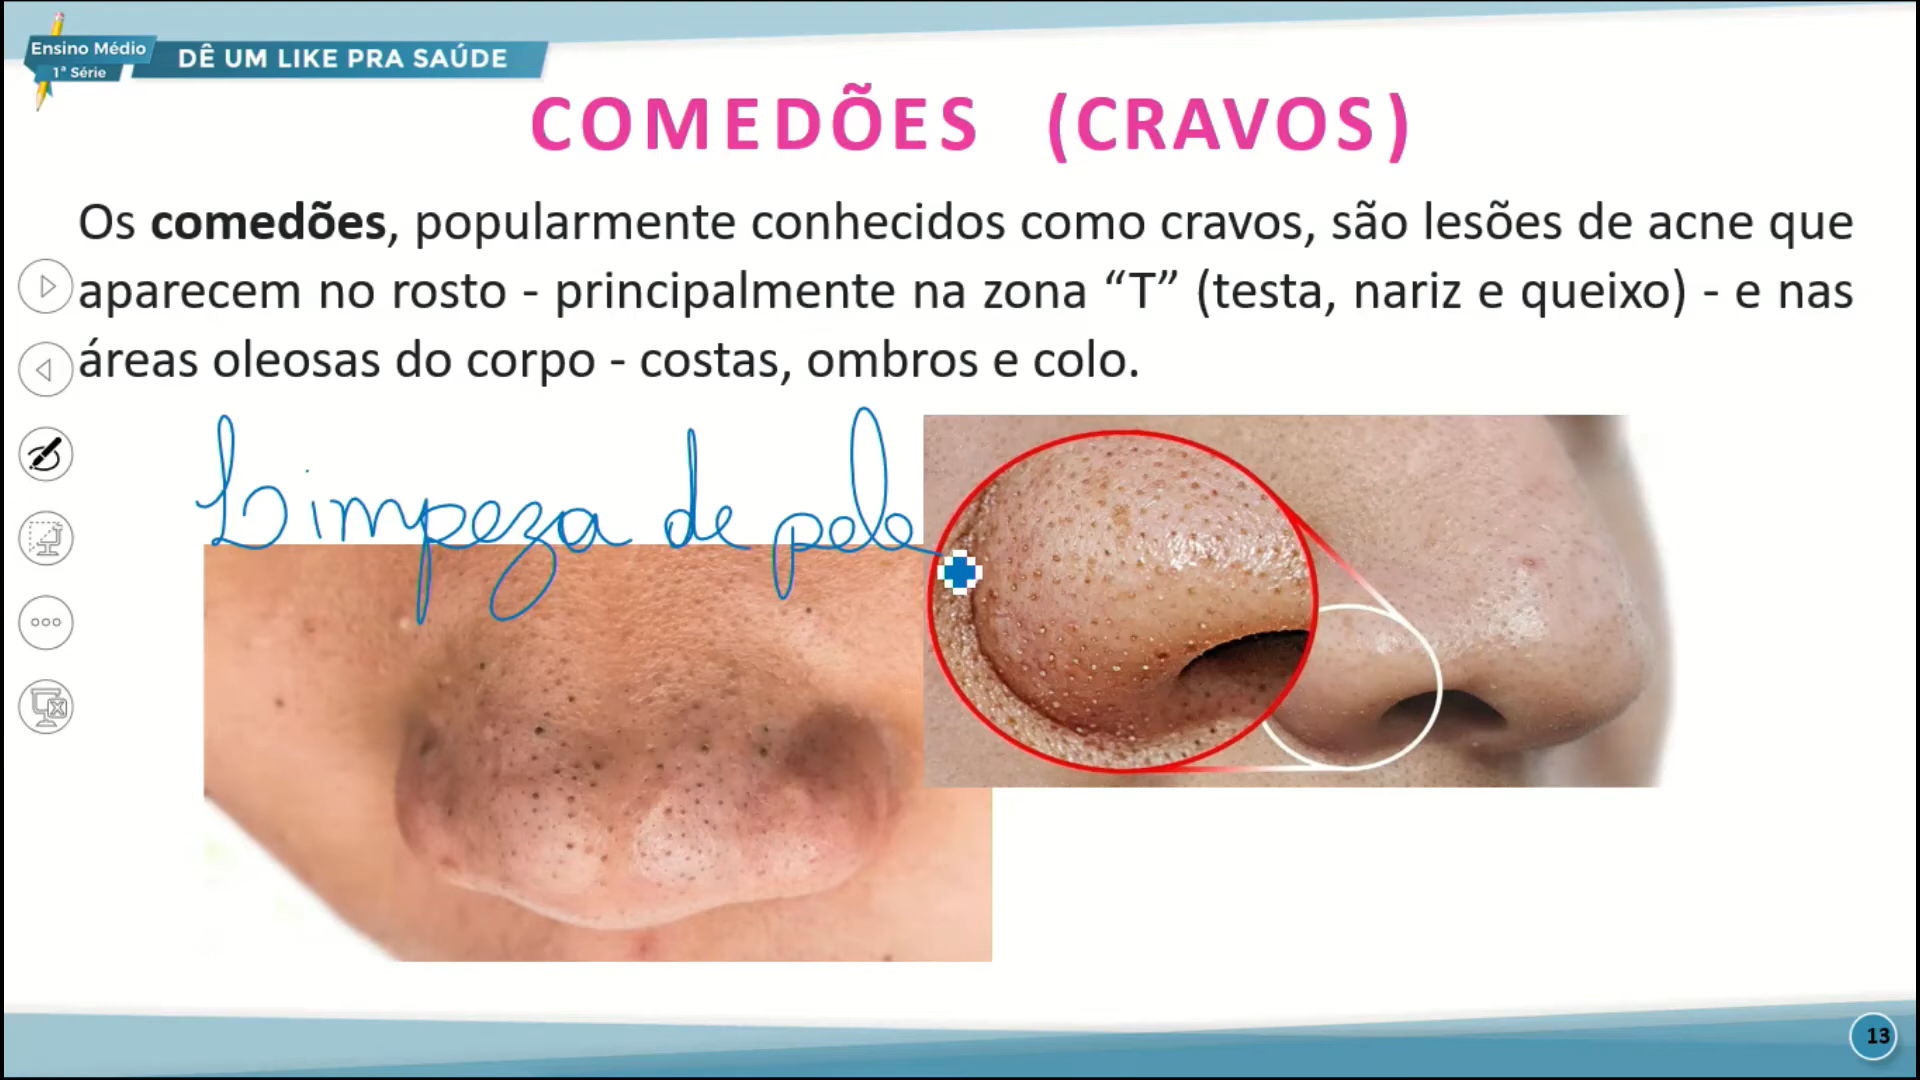 Ensino Médio
1ª Série
DÊ UM LIKE PRA SAÚDE
COMEDÕES (CRAVOS)
Os comedões, popularmente conhecidos como cravos, são lesões de acne que
aparecem no rosto - principalmente na zona “T” (testa, nariz e queixo) - e nas
áreas oleosas do corpo - costas, ombros e colo.
Limpeza de pele
13